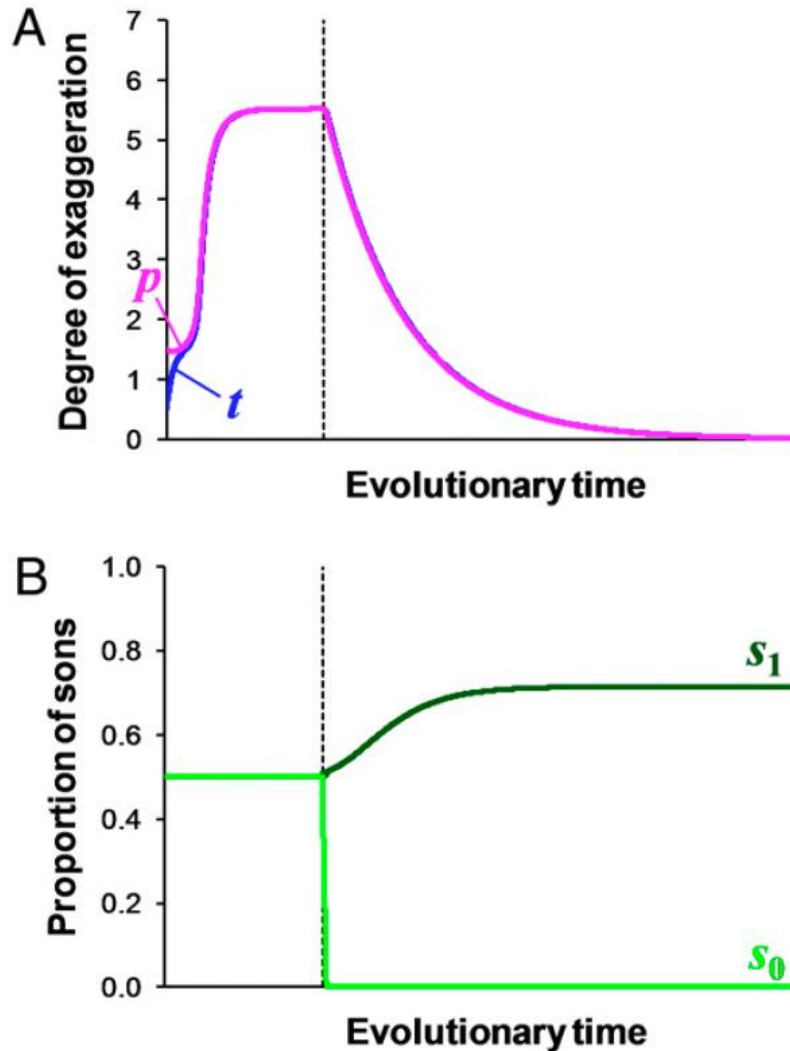 A
Degree of exaggeration
7
6
5
4
3
2
1
0
p
t
Evolutionary time
B
Proportion of sons
1.0
0.8
0.6
0.4
0.2
0.0
s₁
s₀
Evolutionary time